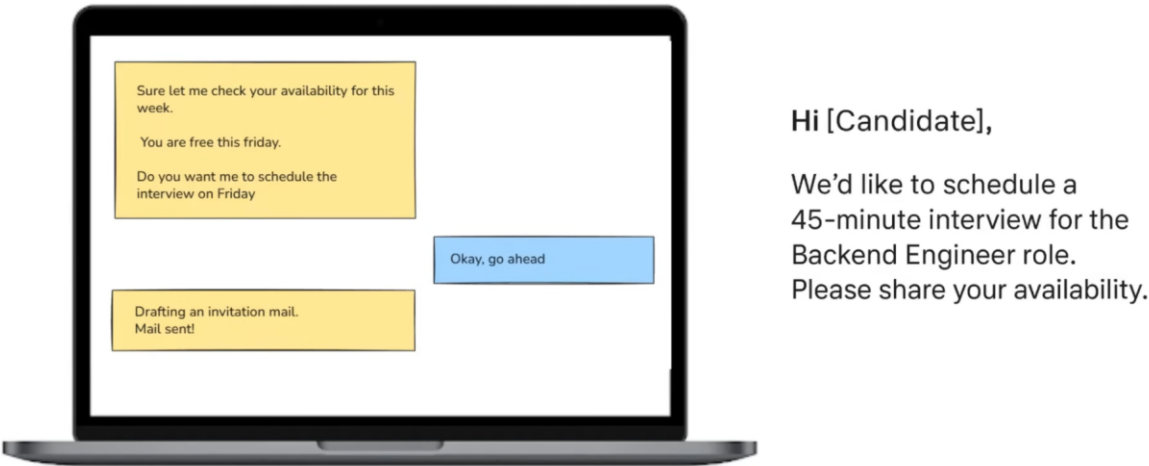 Sure let me check your availability for this
week.
You are free this friday.
Do you want me to schedule the
interview on Friday
Okay, go ahead
Drafting an invitation mail.
Mail sent!
Hi [Candidate],
We’d like to schedule a
45-minute interview for the
Backend Engineer role.
Please share your availability.